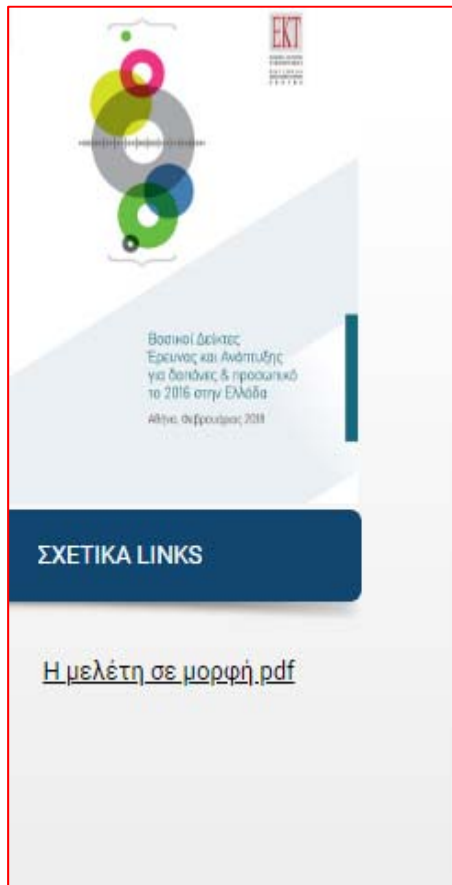 ΕΚΤ
Βασικοί Δείκτες
Έρευνας και Ανάπτυξης
για δαπάνες & προσωπικό
το 2016 στην Ελλάδα
Αθήνα, Φεβρουάριος 2018
ΣΧΕΤΙΚΑ LINKS
Η μελέτη σε μορφή pdf